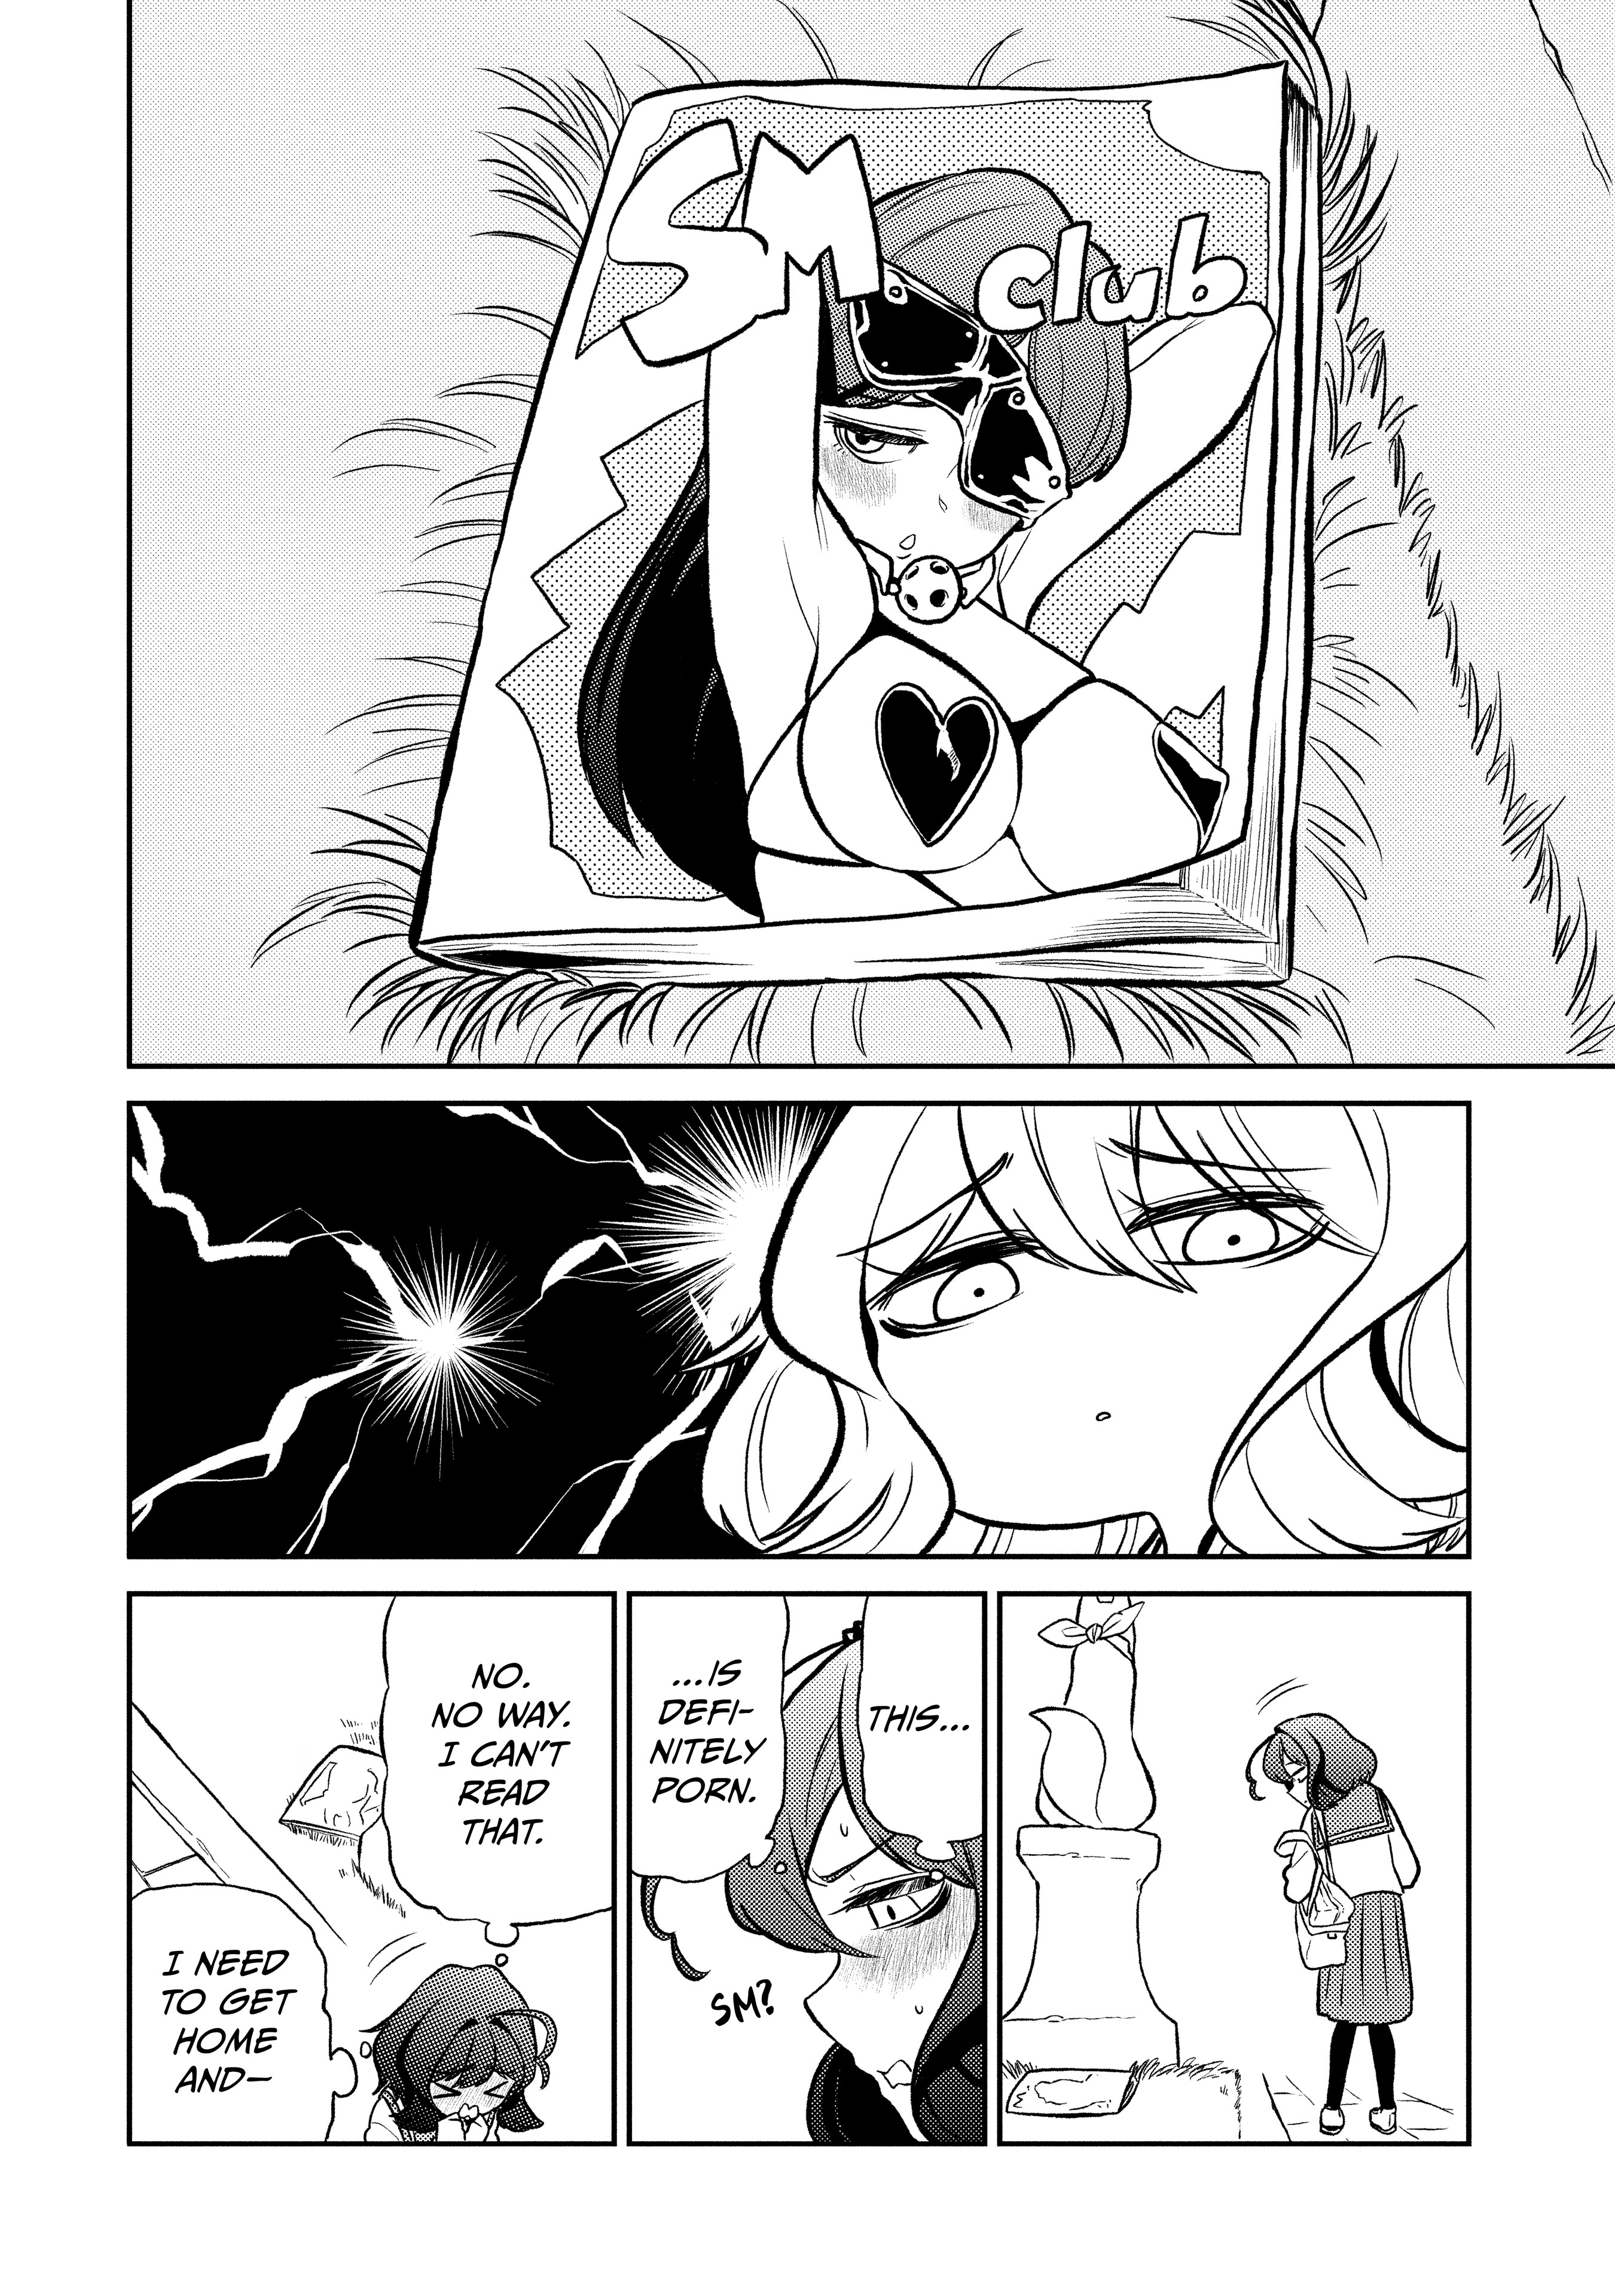 SM
club
THIS...
...IS
DEFI-
NITELY
PORN.
SM?
NO.
NO WAY.
I CAN'T
READ
THAT.
I NEED
TO GET
HOME
AND—